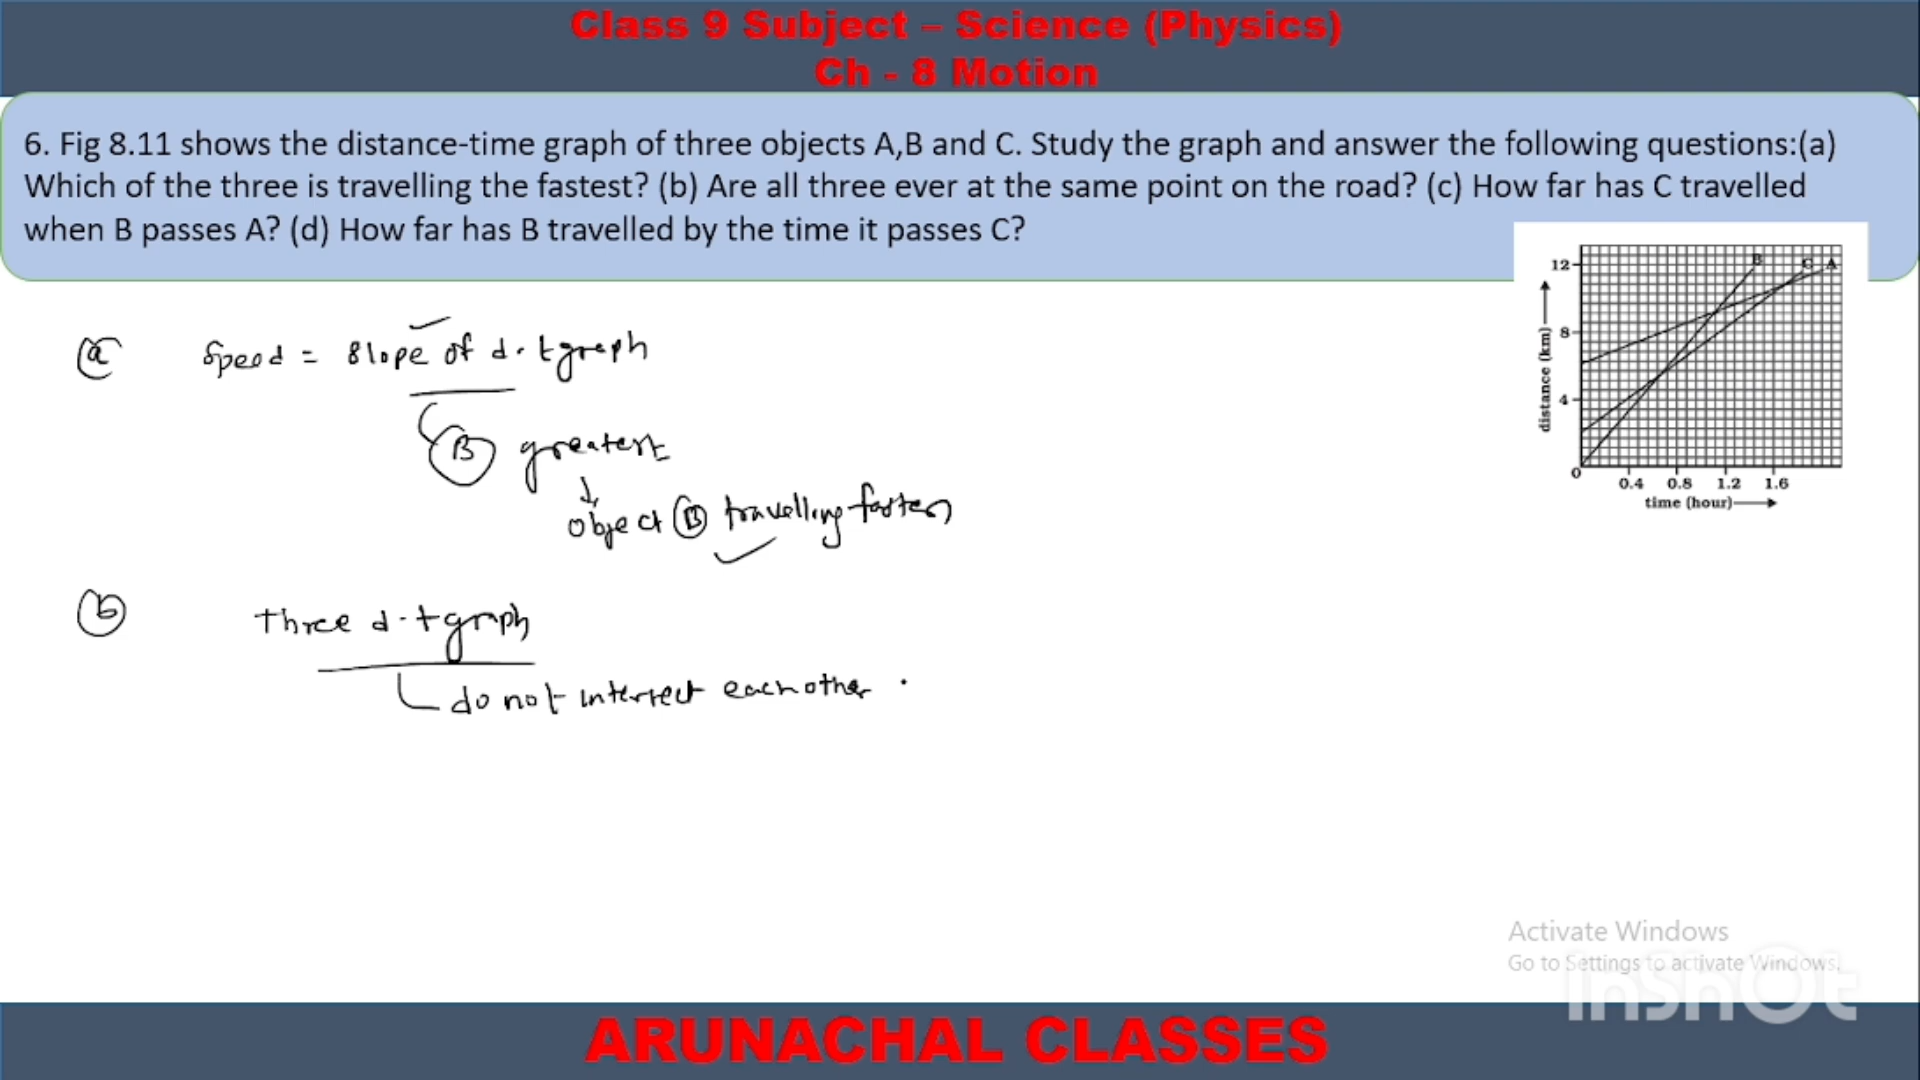 Class 9 Subject – Science (Physics)
Ch - 8 Motion
6. Fig 8.11 shows the distance-time graph of three objects A,B and C. Study the graph and answer the following questions:(a)
Which of the three is travelling the fastest? (b) Are all three ever at the same point on the road? (c) How far has C travelled
when B passes A? (d) How far has B travelled by the time it passes C?
12
B
C
A
8
4
0
0.4 0.8 1.2 1.6
distance (km)
time (hour)
(a) Speed = slope of d-t graph
B greatest
object B travelling
(b) three d-t graph
do not intersect each other .
Activate Windows
Go to Settings to activate Windows.
InShOt
ARUNACHAL CLASSES